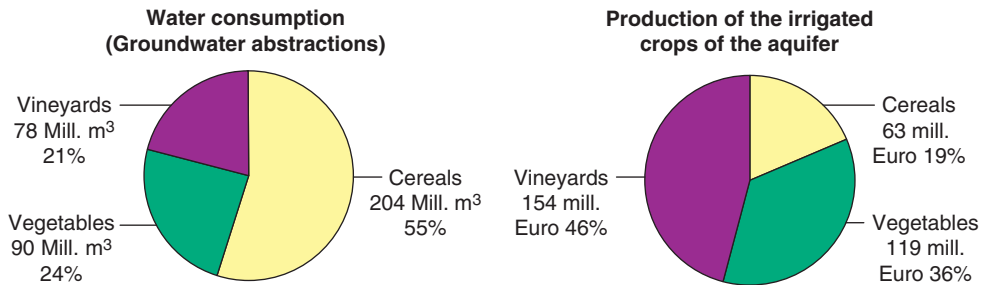 Water consumption
(Groundwater abstractions)
Vineyards
78 Mill. m³
21%
Vegetables
90 Mill. m³
24%
Cereals
204 Mill. m³
55%
Production of the irrigated
crops of the aquifer
Vineyards
154 mill.
Euro 46%
Cereals
63 mill.
Euro 19%
Vegetables
119 mill.
Euro 36%